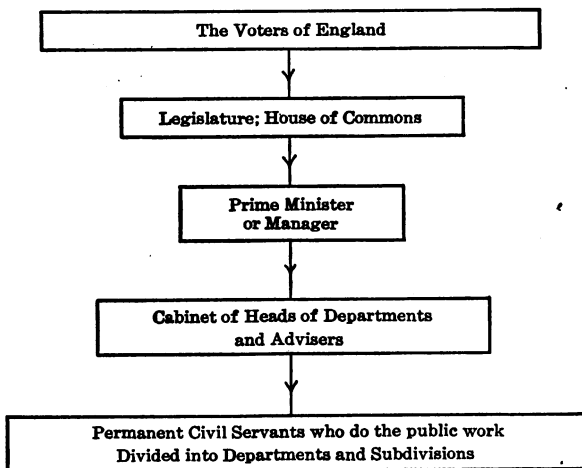 The Voters of England
Legislature; House of Commons
Prime Minister
or Manager
Cabinet of Heads of Departments
and Advisers
Permanent Civil Servants who do the public work
Divided into Departments and Subdivisions